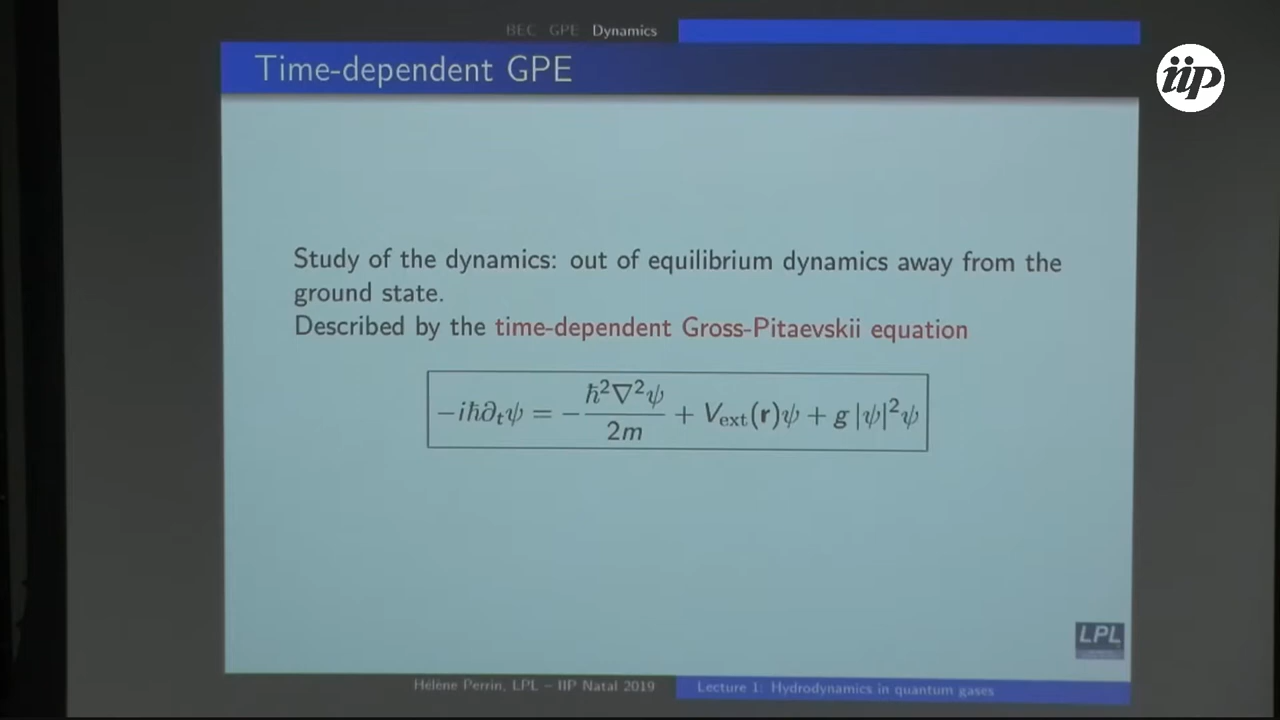 BEC GPE Dynamics
Time-dependent GPE
iip
Study of the dynamics: out of equilibrium dynamics away from the
ground state.
Described by the time-dependent Gross-Pitaevskii equation
−iħ∂ₜψ = −ħ²∇²ψ/2m + V_ext(r)ψ + g|ψ|²ψ
LPL
Hélène Perrin, LPL – IIP Natal 2019 Lecture 1: Hydrodynamics in quantum gases